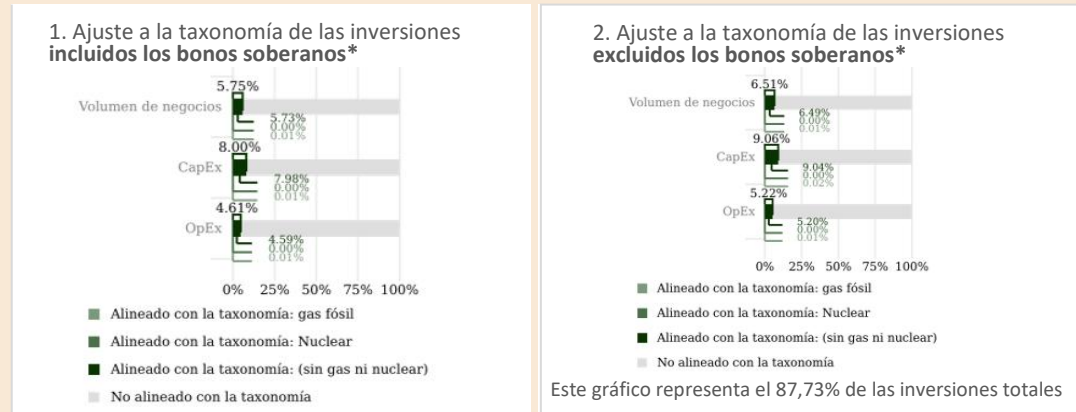 1. Ajuste a la taxonomía de las inversiones
incluidos los bonos soberanos*
5.75%
Volumen de negocios
5.73%
0.00%
0.01%
8.00%
CapEx
7.98%
0.00%
0.01%
4.61%
OpEx
4.59%
0.00%
0.01%
0% 25% 50% 75% 100%
Alineado con la taxonomía: gas fósil
Alineado con la taxonomía: Nuclear
Alineado con la taxonomía: (sin gas ni nuclear)
No alineado con la taxonomía
2. Ajuste a la taxonomía de las inversiones
excluidos los bonos soberanos*
6.51%
Volumen de negocios
6.49%
0.00%
0.01%
9.06%
CapEx
9.04%
0.00%
0.02%
5.22%
OpEx
5.20%
0.00%
0.01%
0% 25% 50% 75% 100%
Alineado con la taxonomía: gas fósil
Alineado con la taxonomía: Nuclear
Alineado con la taxonomía: (sin gas ni nuclear)
No alineado con la taxonomía
Este gráfico representa el 87,73% de las inversiones totales